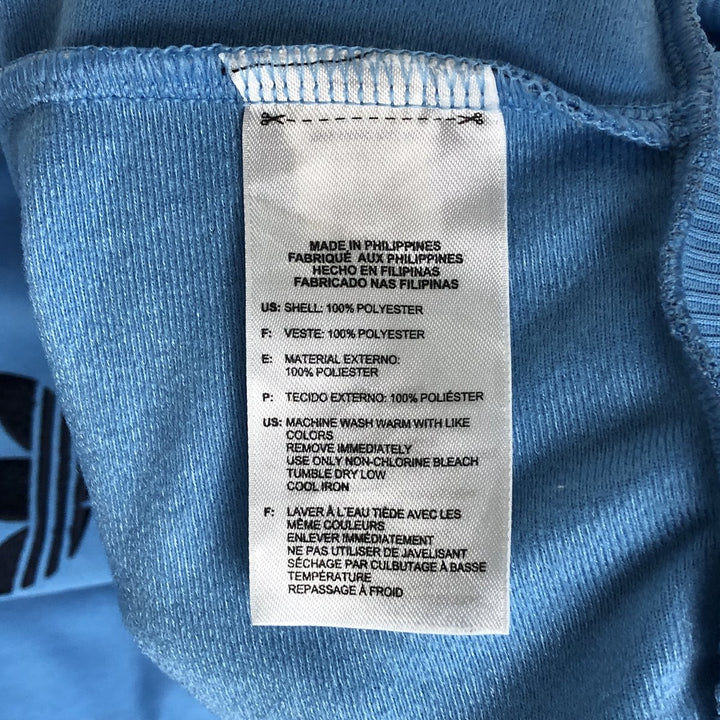 MADE IN PHILIPPINES
FABRIQUÉ AUX PHILIPPINES
HECHO EN FILIPINAS
FABRICADO NAS FILIPINAS
US: SHELL: 100% POLYESTER
F: VESTE: 100% POLYESTER
E: MATERIAL EXTERNO:
100% POLIESTER
P: TECIDO EXTERNO: 100% POLIÉSTER
US: MACHINE WASH WARM WITH LIKE
COLORS
REMOVE IMMEDIATELY
USE ONLY NON-CHLORINE BLEACH
TUMBLE DRY LOW
COOL IRON
F: LAVER À L'EAU TIÈDE AVEC LES
MÊME COULEURS
ENLEVER IMMÉDIATEMENT
NE PAS UTILISER DE JAVELISANT
SÉCHAGE PAR CULBUTAGE À BASSE
TEMPÉRATURE
REPASSAGE À FROID